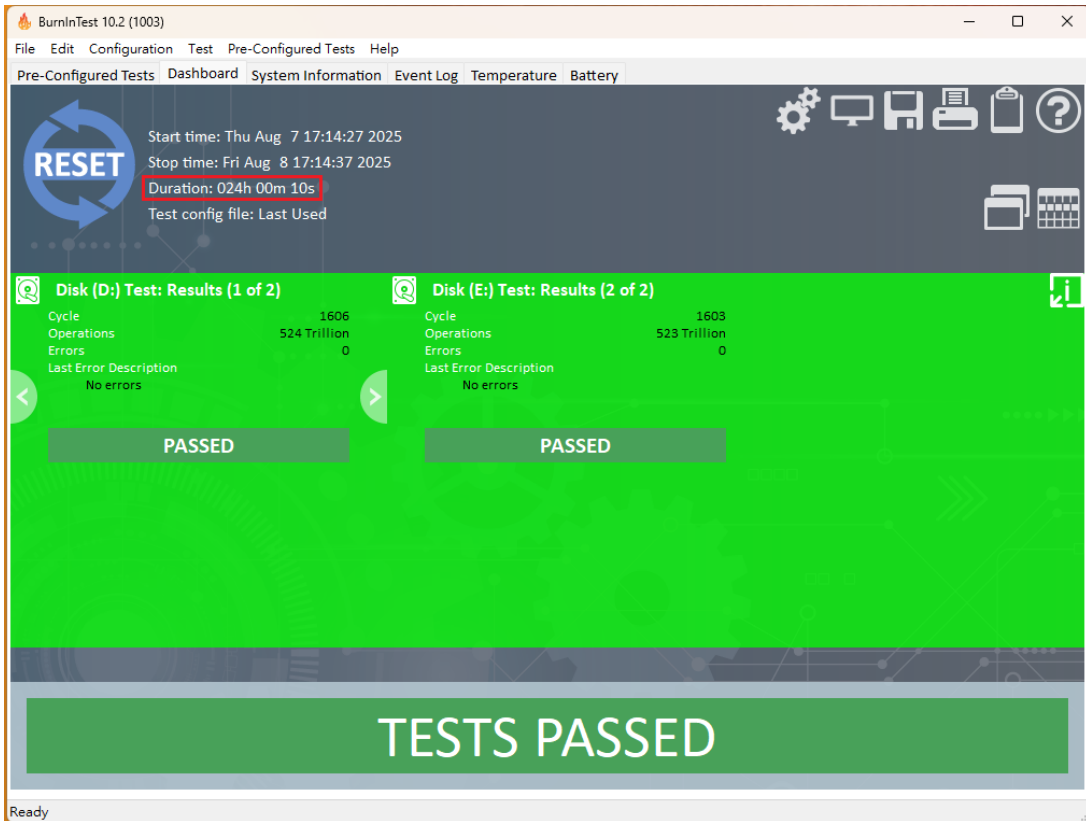 BurnInTest 10.2 (1003)
File Edit Configuration Test Pre-Configured Tests Help
Pre-Configured Tests Dashboard System Information Event Log Temperature Battery
RESET
Start time: Thu Aug 7 17:14:27 2025
Stop time: Fri Aug 8 17:14:37 2025
Duration: 024h 00m 10s
Test config file: Last Used
Disk (D:) Test: Results (1 of 2)
Cycle 1606
Operations 524 Trillion
Errors 0
Last Error Description
No errors
PASSED
Disk (E:) Test: Results (2 of 2)
Cycle 1603
Operations 523 Trillion
Errors 0
Last Error Description
No errors
PASSED
TESTS PASSED
Ready